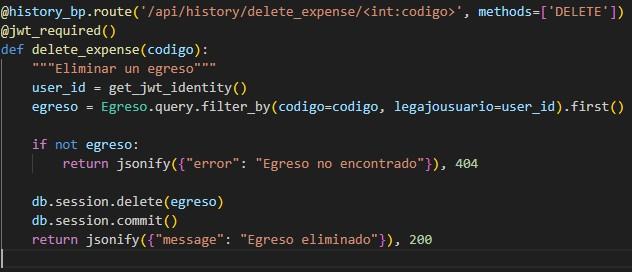 @history_bp.route('/api/history/delete_expense/<int:codigo>', methods=['DELETE'])
@jwt_required()
def delete_expense(codigo):
    """Eliminar un egreso"""
    user_id = get_jwt_identity()
    egreso = Egreso.query.filter_by(codigo=codigo, legajousuario=user_id).first()
    if not egreso:
        return jsonify({"error": "Egreso no encontrado"}), 404
    db.session.delete(egreso)
    db.session.commit()
    return jsonify({"message": "Egreso eliminado"}), 200